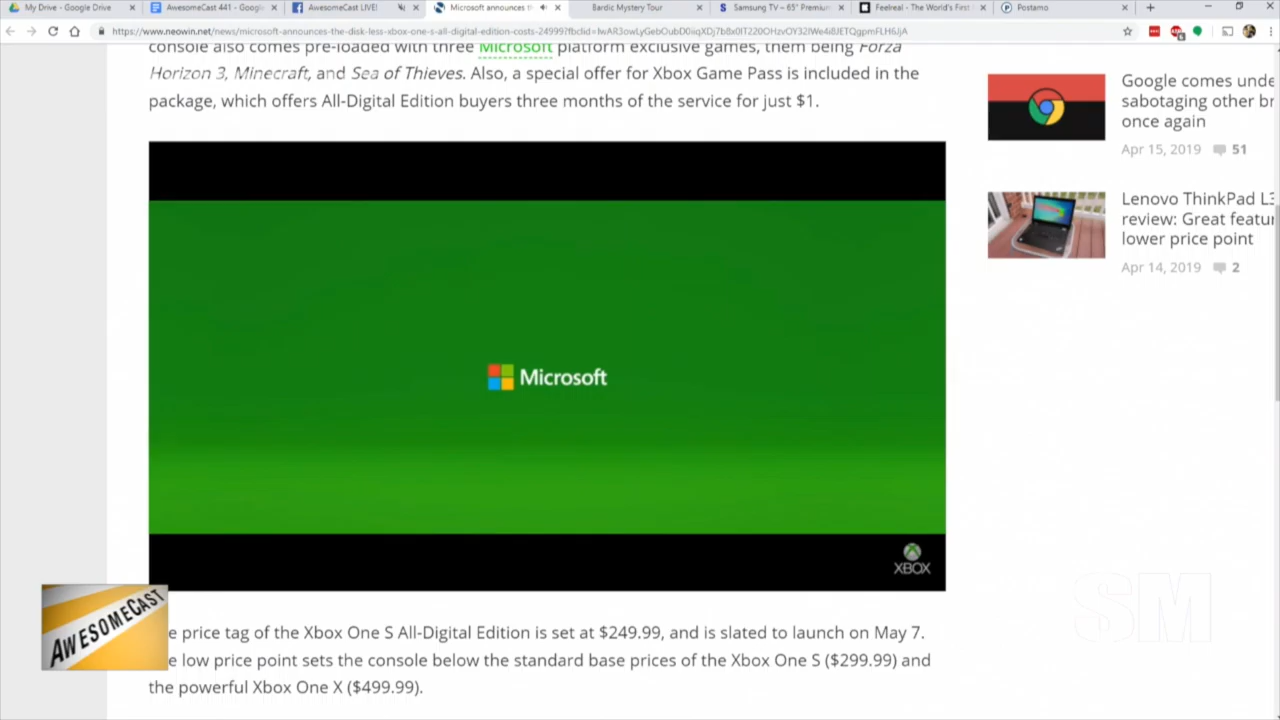 My Drive - Google Drive
AwesomeCast 441 - Googl
AwesomeCast LIVE!
Microsoft announces th
Bardic Mystery Tour
Samsung TV – 65" Premium
Feelreal - The World's First
Postamo
console also comes pre-loaded with three Microsoft platform exclusive games, them being Forza
Horizon 3, Minecraft, and Sea of Thieves. Also, a special offer for Xbox Game Pass is included in the
package, which offers All-Digital Edition buyers three months of the service for just $1.
Microsoft
XBOX
e price tag of the Xbox One S All-Digital Edition is set at $249.99, and is slated to launch on May 7.
e low price point sets the console below the standard base prices of the Xbox One S ($299.99) and
the powerful Xbox One X ($499.99).
Google comes unde
sabotaging other br
once again
Apr 15, 2019 51
Lenovo ThinkPad L3
review: Great featur
lower price point
Apr 14, 2019 2
AWESOMECAST
SM